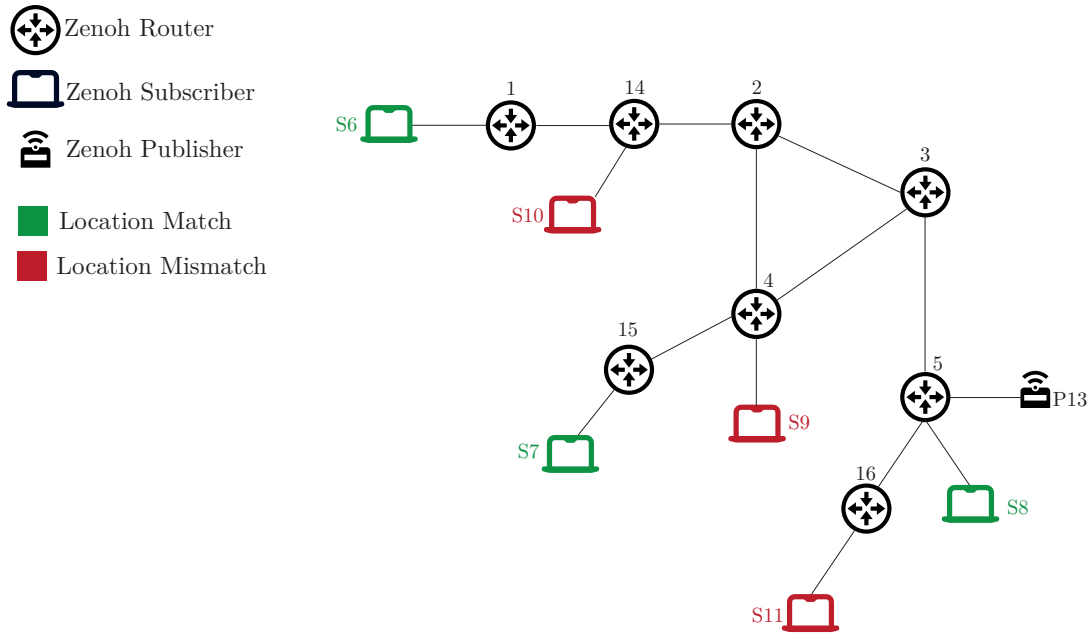 Zenoh Router
Zenoh Subscriber
Zenoh Publisher
Location Match
Location Mismatch
S6
1
14
2
3
S10
4
15
5
P13
S7
S9
16
S8
S11